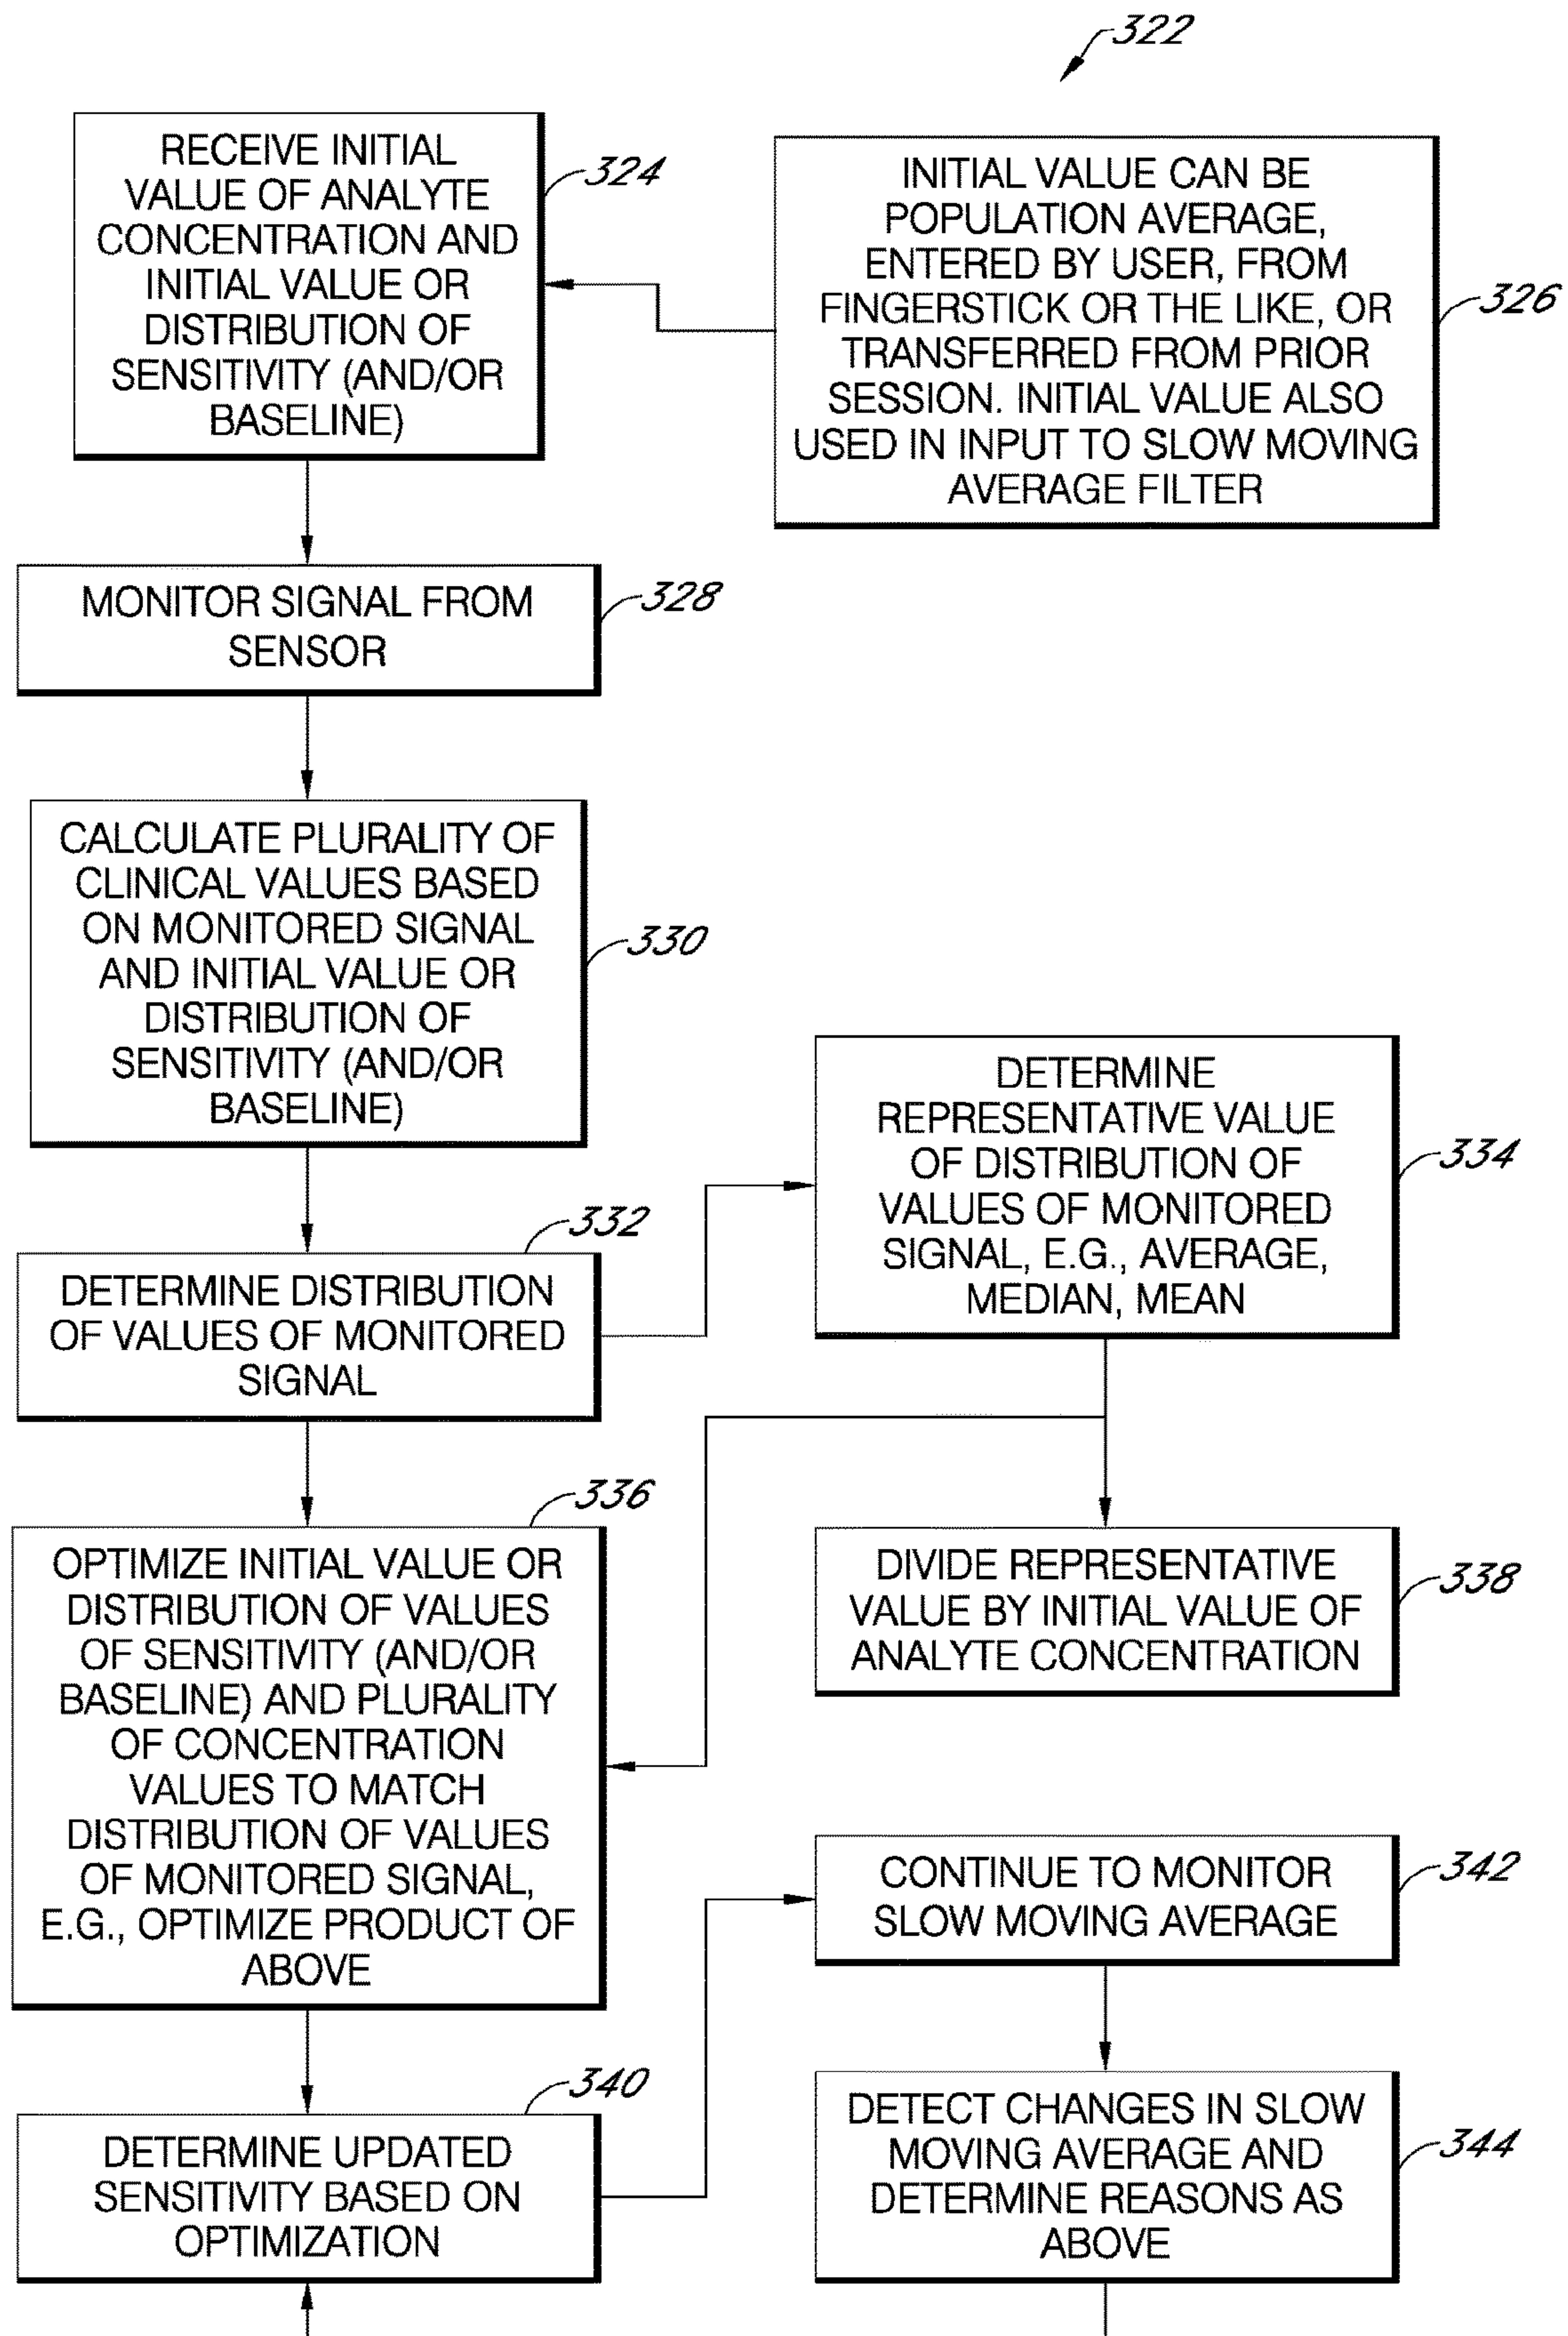 322
RECEIVE INITIAL
VALUE OF ANALYTE
CONCENTRATION AND
INITIAL VALUE OR
DISTRIBUTION OF
SENSITIVITY (AND/OR
BASELINE)
324
INITIAL VALUE CAN BE
POPULATION AVERAGE,
ENTERED BY USER, FROM
FINGERSTICK OR THE LIKE, OR
TRANSFERRED FROM PRIOR
SESSION. INITIAL VALUE ALSO
USED IN INPUT TO SLOW MOVING
AVERAGE FILTER
326
MONITOR SIGNAL FROM
SENSOR
328
CALCULATE PLURALITY OF
CLINICAL VALUES BASED
ON MONITORED SIGNAL
AND INITIAL VALUE OR
DISTRIBUTION OF
SENSITIVITY (AND/OR
BASELINE)
330
332
DETERMINE DISTRIBUTION
OF VALUES OF MONITORED
SIGNAL
DETERMINE
REPRESENTATIVE VALUE
OF DISTRIBUTION OF
VALUES OF MONITORED
SIGNAL, E.G., AVERAGE,
MEDIAN, MEAN
334
336
OPTIMIZE INITIAL VALUE OR
DISTRIBUTION OF VALUES
OF SENSITIVITY (AND/OR
BASELINE) AND PLURALITY
OF CONCENTRATION
VALUES TO MATCH
DISTRIBUTION OF VALUES
OF MONITORED SIGNAL,
E.G., OPTIMIZE PRODUCT OF
ABOVE
DIVIDE REPRESENTATIVE
VALUE BY INITIAL VALUE OF
ANALYTE CONCENTRATION
338
340
DETERMINE UPDATED
SENSITIVITY BASED ON
OPTIMIZATION
CONTINUE TO MONITOR
SLOW MOVING AVERAGE
342
DETECT CHANGES IN SLOW
MOVING AVERAGE AND
DETERMINE REASONS AS
ABOVE
344